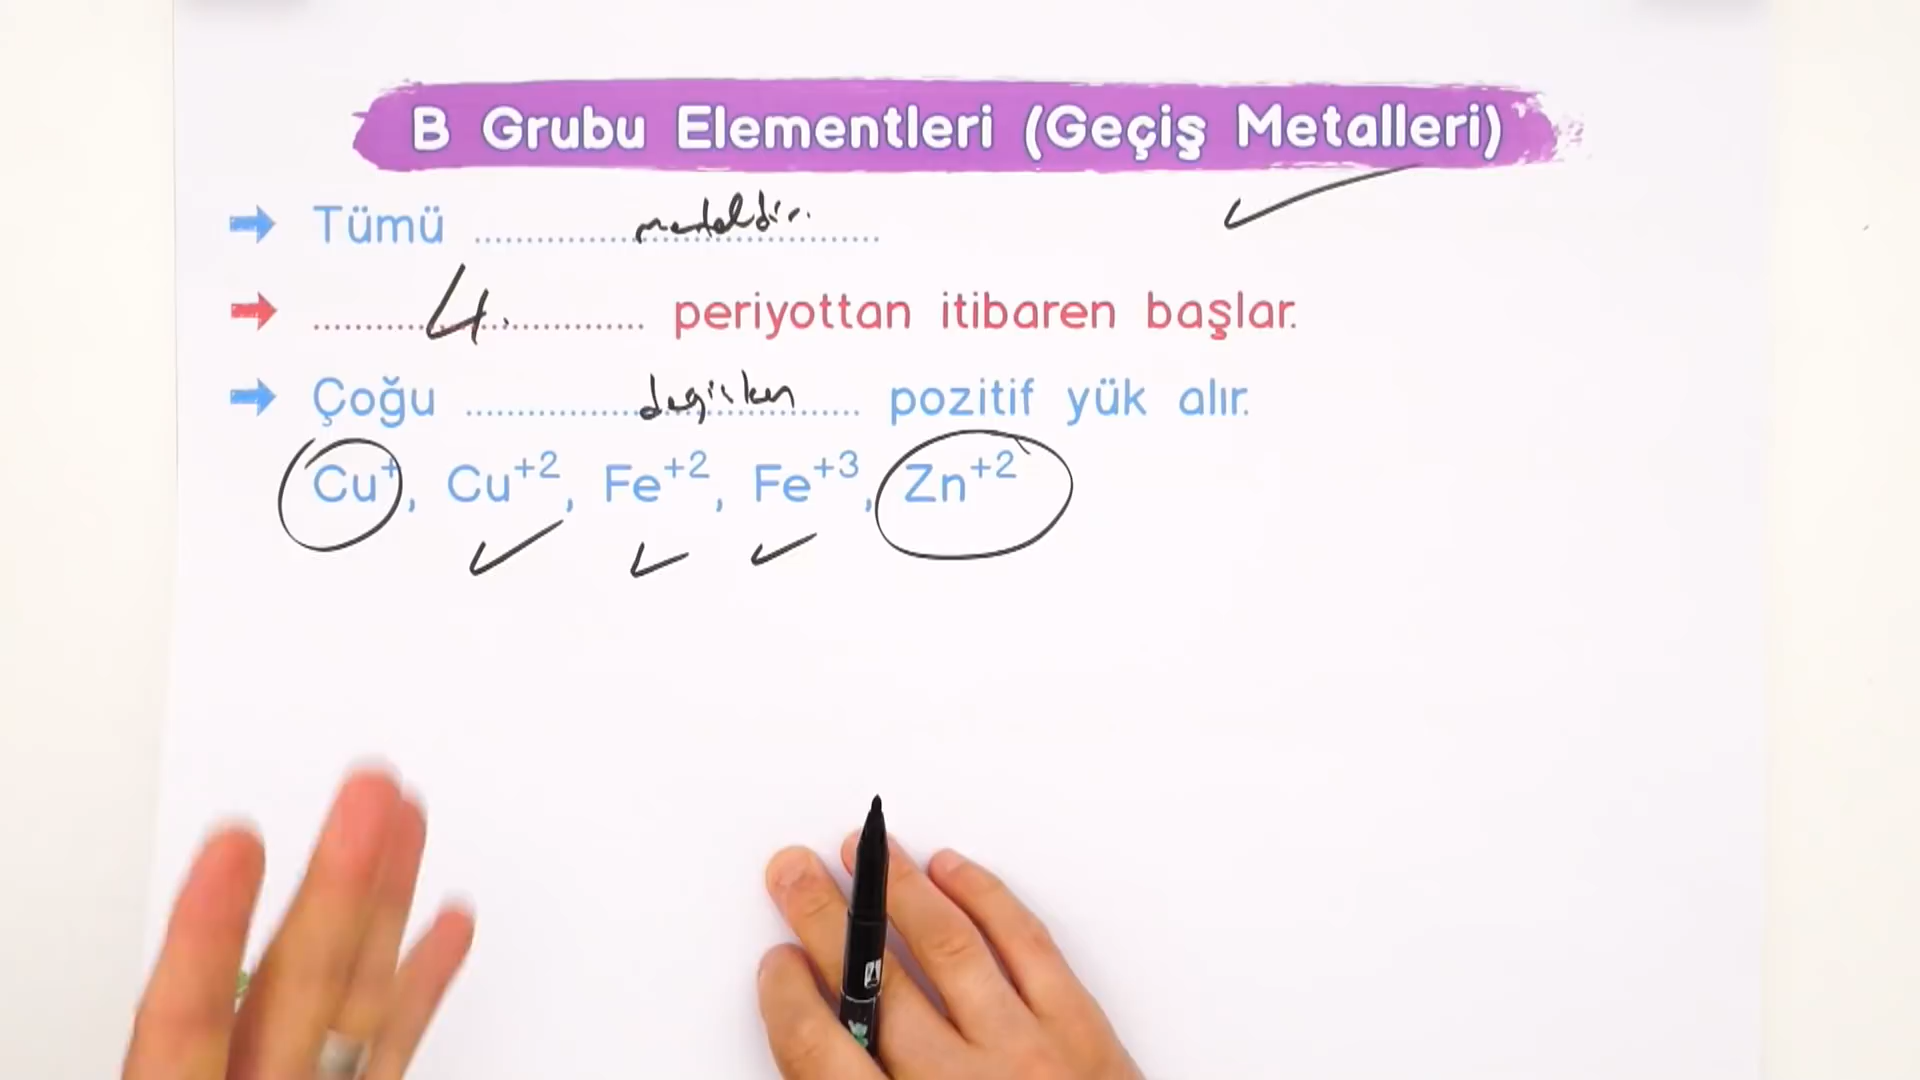 B Grubu Elementleri (Geçiş Metalleri)
➡ Tümü ........ metaldir.
➡ ........ 4. ........ periyottan itibaren başlar.
➡ Çoğu ........ değişken ........ pozitif yük alır.
Cu⁺, Cu⁺², Fe⁺², Fe⁺³, Zn⁺²